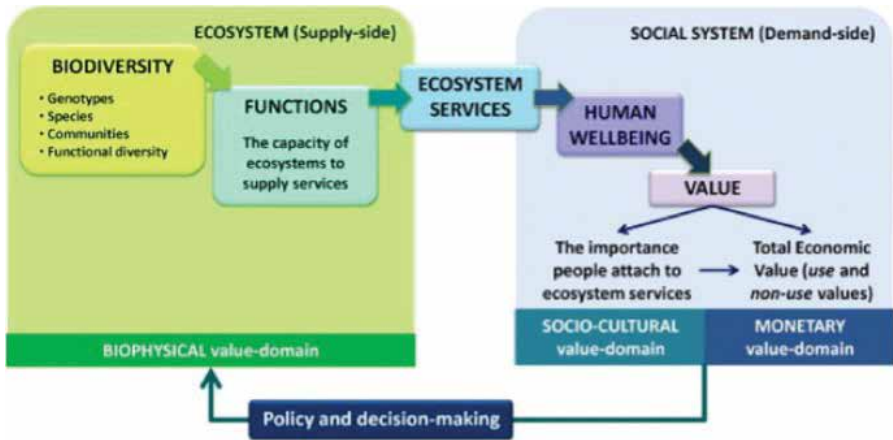 ECOSYSTEM (Supply-side)
BIODIVERSITY
• Genotypes
• Species
• Communities
• Functional diversity
FUNCTIONS
The capacity of
ecosystems to
supply services
ECOSYSTEM
SERVICES
SOCIAL SYSTEM (Demand-side)
HUMAN
WELLBEING
VALUE
The importance
people attach to
ecosystem services
Total Economic
Value (use and
non-use values)
BIOPHYSICAL value-domain
SOCIO-CULTURAL
value-domain
MONETARY
value-domain
Policy and decision-making